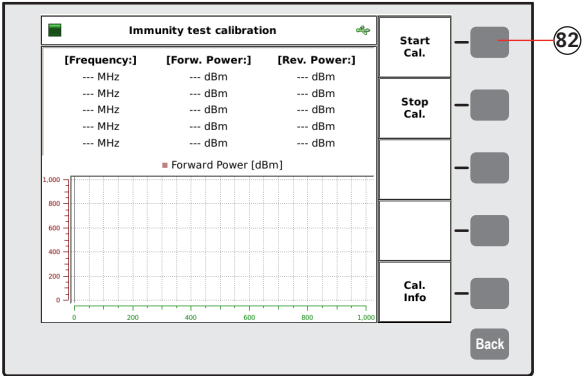 Immunity test calibration
[Frequency:] [Forw. Power:] [Rev. Power:]
--- MHz --- dBm --- dBm
--- MHz --- dBm --- dBm
--- MHz --- dBm --- dBm
--- MHz --- dBm --- dBm
--- MHz --- dBm --- dBm
Forward Power [dBm]
1,000
800
600
400
200
0
0 200 400 600 800 1,000
Start
Cal.
Stop
Cal.
Cal.
Info
Back
82